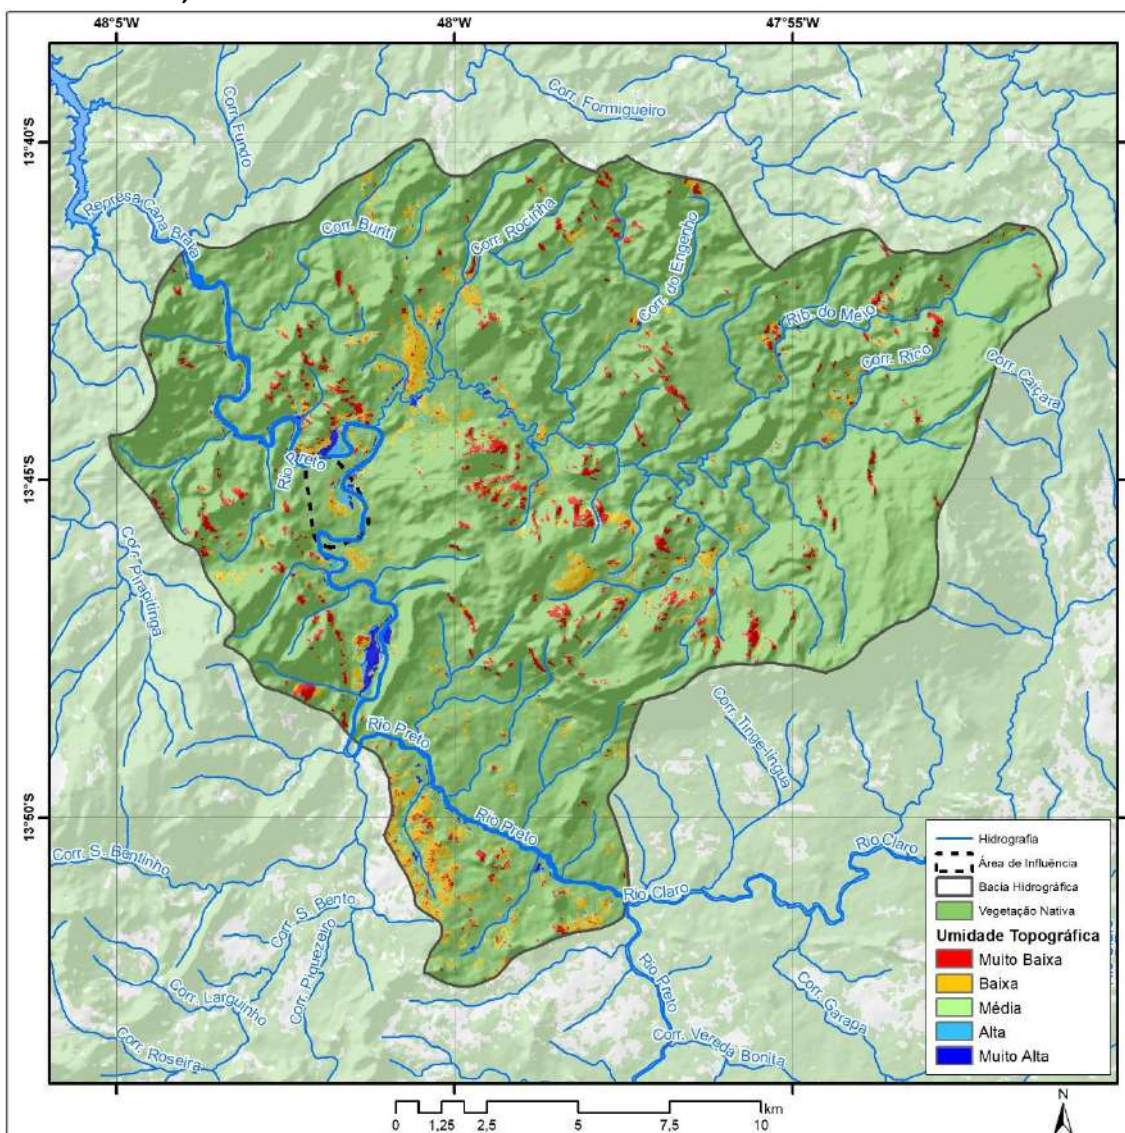 48°5'W
48°W
47°55'W
13°40'S
13°45'S
13°50'S
Corr. Fundo
Corr. Formigueiro
Represa Cana Brava
Corr. Buriti
Corr. Rocinha
Corr. do Engenho
Rib. do Meio
Corr. Rico
Corr. Caiçara
Rio Preto
Corr. Pirapitinga
Rio Preto
Corr. Tinge-língua
Rio Preto
Rio Claro
Corr. S. Bentinho
Rio Claro
Corr. S. Bento
Corr. Piquezeiro
Rio Preto
Corr. Larguinho
Corr. Garapa
Corr. Roseira
Corr. Vereda Bonita
Hidrografia
Área de Influência
Bacia Hidrográfica
Vegetação Nativa
Umidade Topográfica
Muito Baixa
Baixa
Média
Alta
Muito Alta
km
0 1,25 2,5 5 7,5 10
N